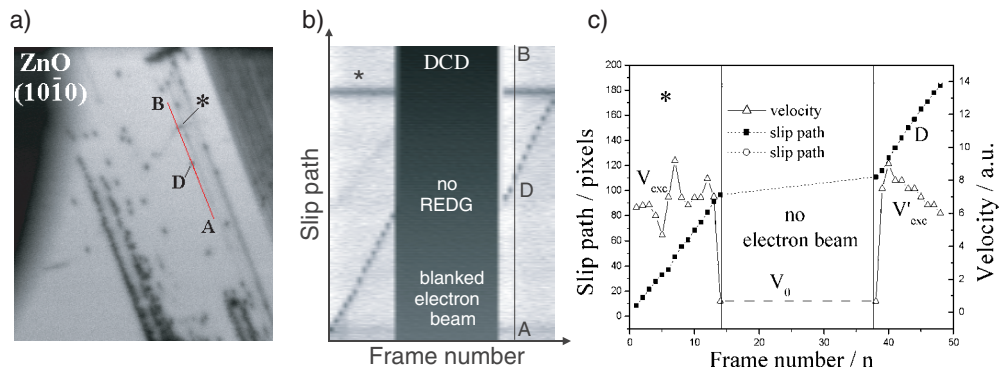 a)
ZnO
(101̄0)
B
*
D
A
b)
Slip path
Frame number
*
DCD
no
REDG
blanked
electron
beam
B
D
A
c)
Slip path / pixels
200
180
160
140
120
100
80
60
40
20
0
*
velocity
slip path
slip path
D
Vexc
V'exc
no
electron beam
V0
14
12
10
8
6
4
2
0
Velocity / a.u.
0
10
20
30
40
50
Frame number / n